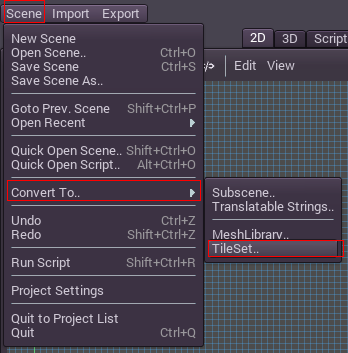 Scene Import Export
2D 3D Script
New Scene
Open Scene.. Ctrl+O
Save Scene Ctrl+S
Save Scene As..
Edit View
Goto Prev. Scene Shift+Ctrl+P
Open Recent
Quick Open Scene.. Shift+Ctrl+O
Quick Open Script.. Alt+Ctrl+O
Convert To..
Subscene..
Translatable Strings..
MeshLibrary..
TileSet..
Undo Ctrl+Z
Redo Shift+Ctrl+Z
Run Script Shift+Ctrl+R
Project Settings
Quit to Project List
Quit Ctrl+Q